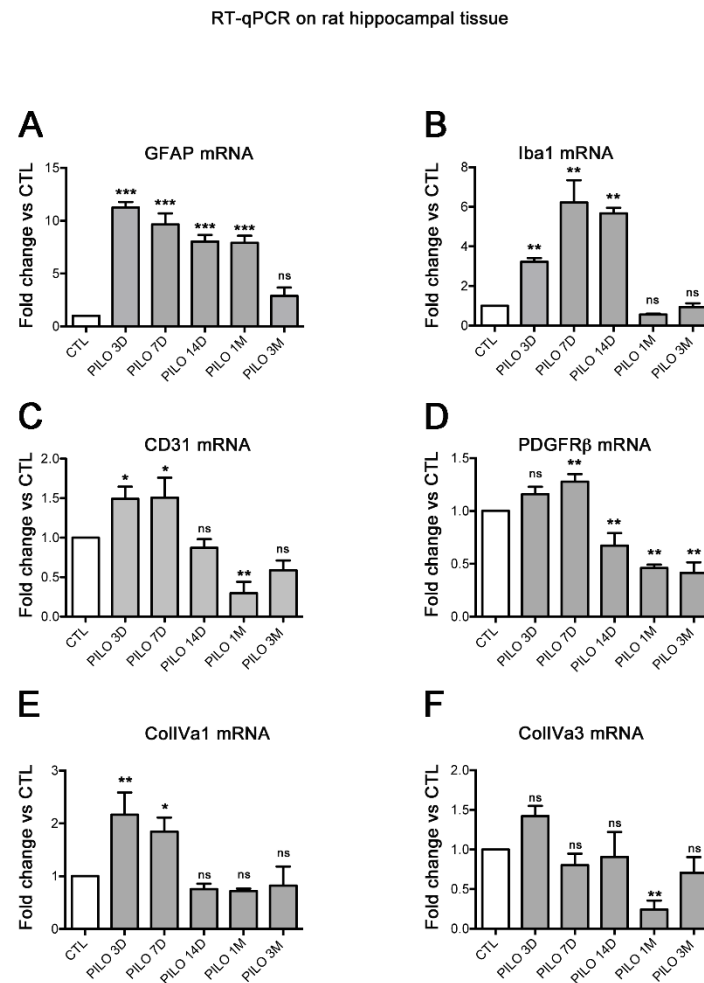 RT-qPCR on rat hippocampal tissue
A
GFAP mRNA
Fold change vs CTL
15
10
5
0
***
***
***
***
ns
CTL
PILO 3D
PILO 7D
PILO 14D
PILO 1M
PILO 3M
B
Iba1 mRNA
Fold change vs CTL
8
6
4
2
0
**
**
**
ns
ns
CTL
PILO 3D
PILO 7D
PILO 14D
PILO 1M
PILO 3M
C
CD31 mRNA
Fold change vs CTL
2.0
1.5
1.0
0.5
0.0
*
*
ns
**
ns
CTL
PILO 3D
PILO 7D
PILO 14D
PILO 1M
PILO 3M
D
PDGFRβ mRNA
Fold change vs CTL
1.5
1.0
0.5
0.0
ns
**
**
**
**
CTL
PILO 3D
PILO 7D
PILO 14D
PILO 1M
PILO 3M
E
ColIVa1 mRNA
Fold change vs CTL
3
2
1
0
**
*
ns
ns
ns
CTL
PILO 3D
PILO 7D
PILO 14D
PILO 1M
PILO 3M
F
ColIVa3 mRNA
Fold change vs CTL
2.0
1.5
1.0
0.5
0.0
ns
ns
ns
**
ns
CTL
PILO 3D
PILO 7D
PILO 14D
PILO 1M
PILO 3M